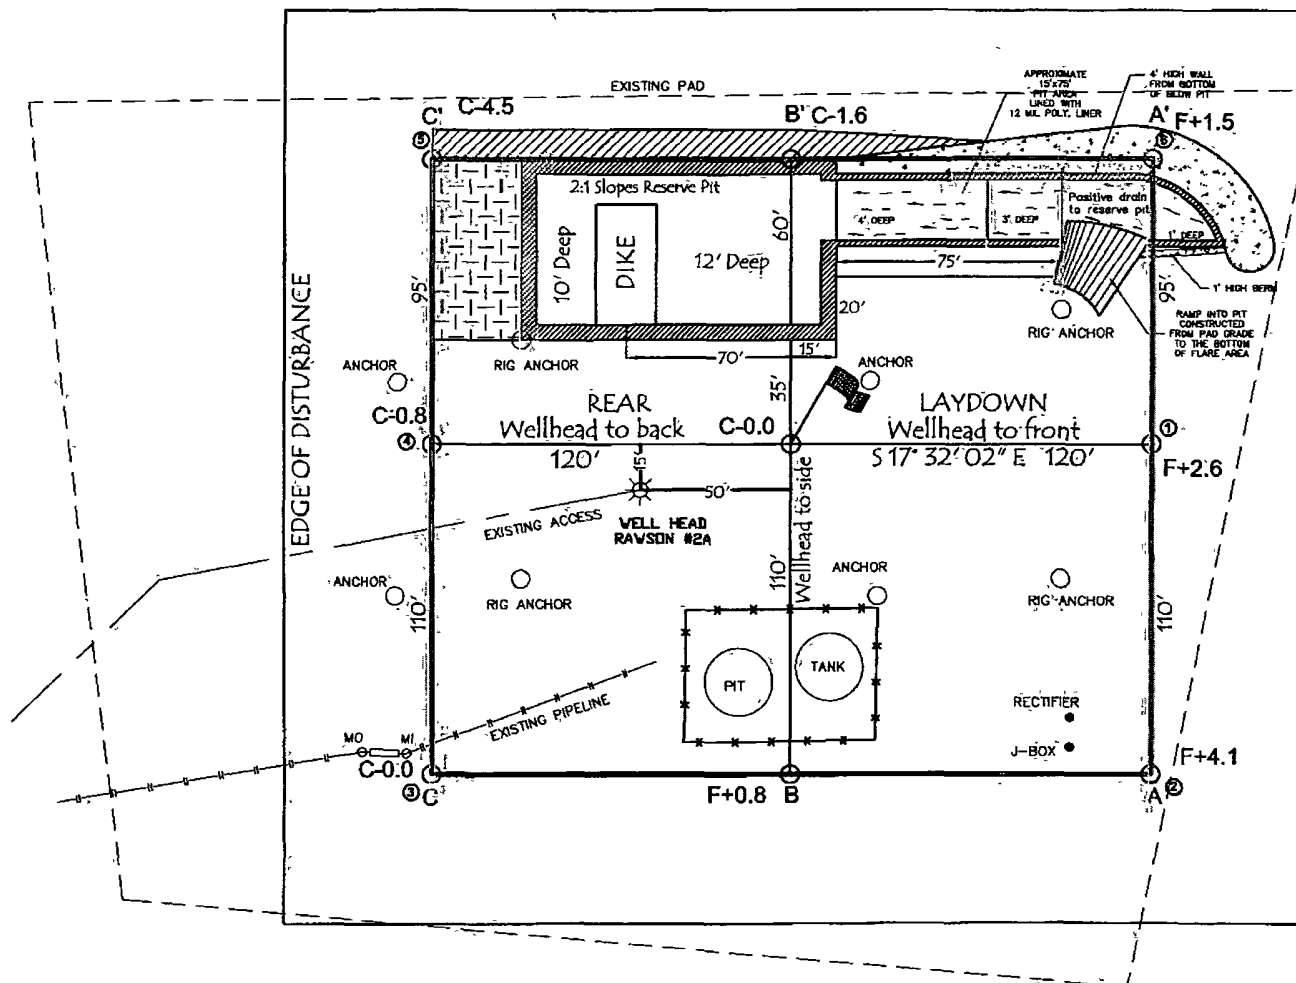 EXISTING PAD
APPROXIMATE
15'x75'
PIT AREA
LINED WITH
12 MIL. POLY. LINER
4' HIGH WALL
FROM BOTTOM
OF BLOW PIT
C' C-4.5
B' C-1.6
A' F+1.5
⑤
⑥
2:1 Slopes Reserve Pit
10' Deep
DIKE
12' Deep
60'
4' DEEP
3' DEEP
Positive drain
to reserve pit
1' DEEP
75'
1' HIGH BERM
RAMP INTO PIT
CONSTRUCTED
FROM PAD GRADE
TO THE BOTTOM
OF FLARE AREA
95'
95'
20'
RIG ANCHOR
70'
15'
ANCHOR
RIG ANCHOR
ANCHOR
35'
EDGE OF DISTURBANCE
C-0.8
④
REAR
Wellhead to back
120'
C-0.0
LAYDOWN
Wellhead to front
S 17° 32' 02" E 120'
①
F+2.6
15'
50'
WELL HEAD
RAWSON #2A
EXISTING ACCESS
Wellhead to side
110'
ANCHOR
RIG ANCHOR
ANCHOR
RIG ANCHOR
110'
110'
PIT
TANK
EXISTING PIPELINE
RECTIFIER
J-BOX
MO
MI
C-0.0
③
C
F+0.8
B
A
②
F+4.1